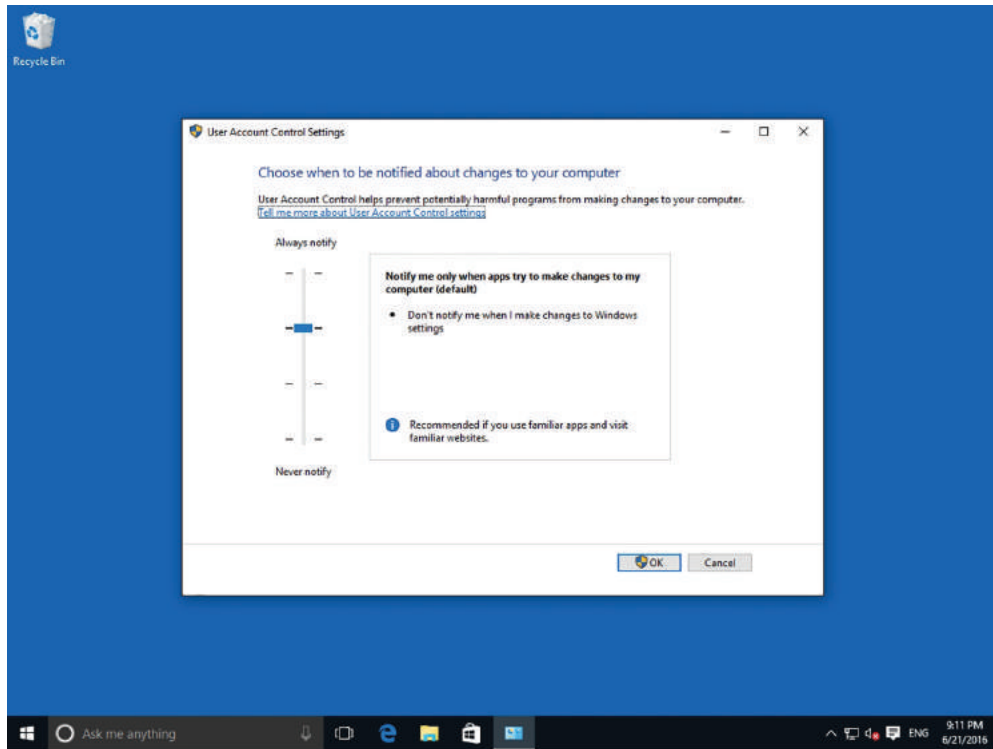 Recycle Bin
User Account Control Settings
Choose when to be notified about changes to your computer
User Account Control helps prevent potentially harmful programs from making changes to your computer.
Tell me more about User Account Control settings
Always notify
Notify me only when apps try to make changes to my
computer (default)
• Don't notify me when I make changes to Windows
settings
Recommended if you use familiar apps and visit
familiar websites.
Never notify
OK
Cancel
Ask me anything
ENG
9:11 PM
6/21/2016